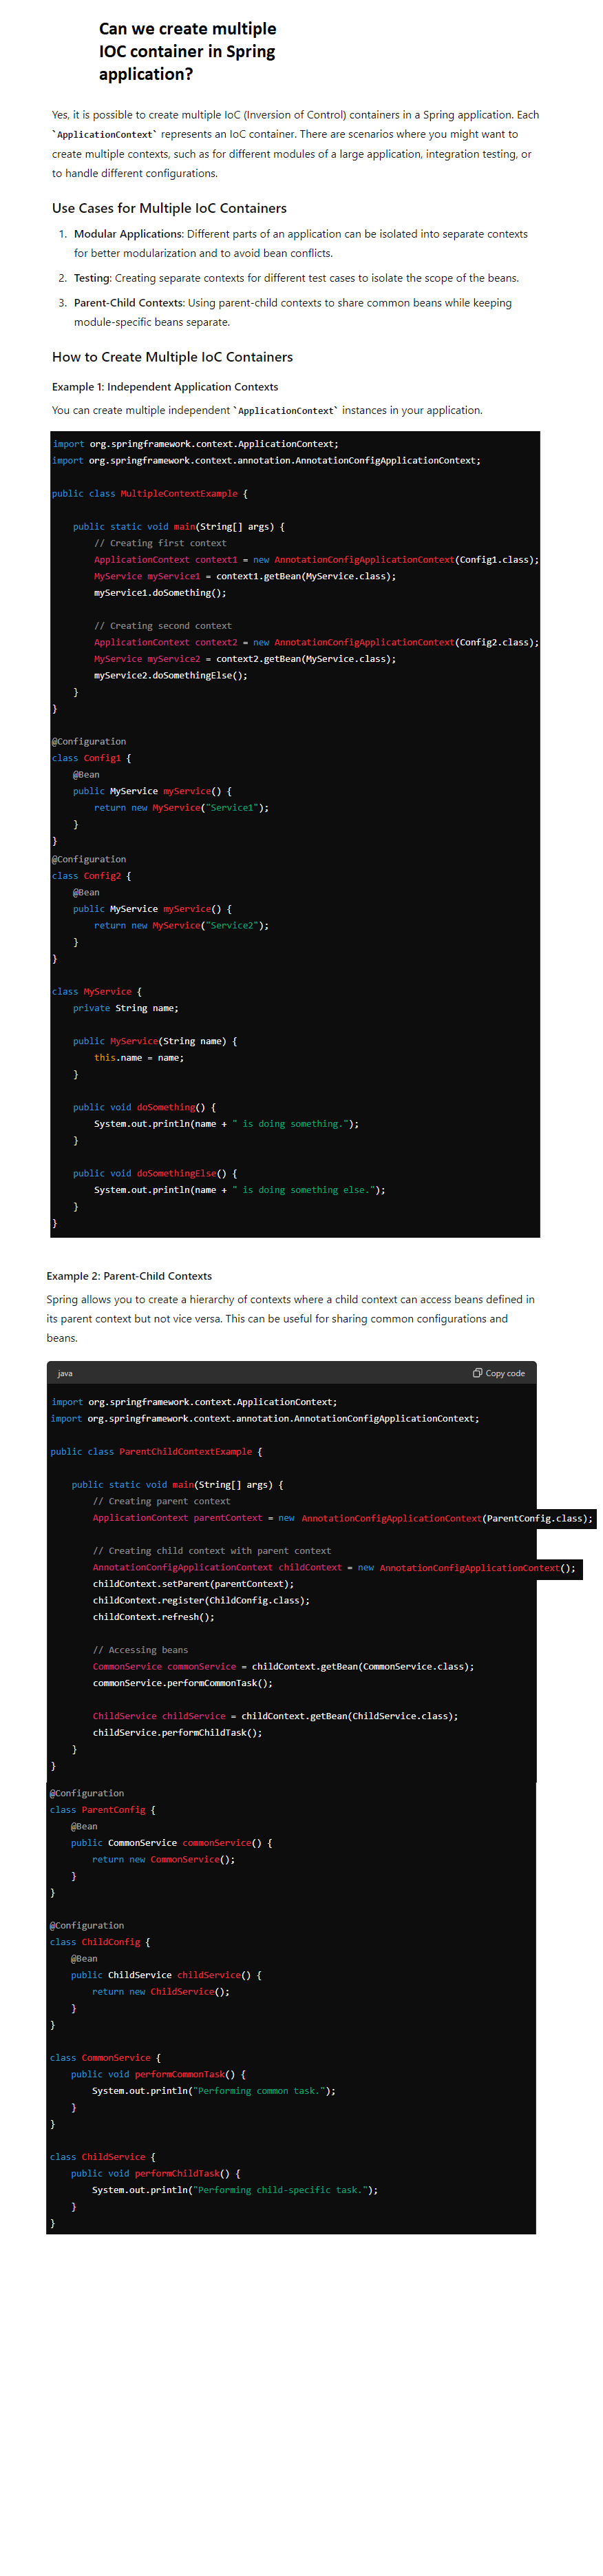 Can we create multiple
IOC container in Spring
application?
Yes, it is possible to create multiple IoC (Inversion of Control) containers in a Spring application. Each
`ApplicationContext` represents an IoC container. There are scenarios where you might want to
create multiple contexts, such as for different modules of a large application, integration testing, or
to handle different configurations.
Use Cases for Multiple IoC Containers
1. Modular Applications: Different parts of an application can be isolated into separate contexts
for better modularization and to avoid bean conflicts.
2. Testing: Creating separate contexts for different test cases to isolate the scope of the beans.
3. Parent-Child Contexts: Using parent-child contexts to share common beans while keeping
module-specific beans separate.
How to Create Multiple IoC Containers
Example 1: Independent Application Contexts
You can create multiple independent `ApplicationContext` instances in your application.
import org.springframework.context.ApplicationContext;
import org.springframework.context.annotation.AnnotationConfigApplicationContext;
public class MultipleContextExample {
    public static void main(String[] args) {
        // Creating first context
        ApplicationContext context1 = new AnnotationConfigApplicationContext(Config1.class);
        MyService myService1 = context1.getBean(MyService.class);
        myService1.doSomething();
        // Creating second context
        ApplicationContext context2 = new AnnotationConfigApplicationContext(Config2.class);
        MyService myService2 = context2.getBean(MyService.class);
        myService2.doSomethingElse();
    }
}
@Configuration
class Config1 {
    @Bean
    public MyService myService() {
        return new MyService("Service1");
    }
}
@Configuration
class Config2 {
    @Bean
    public MyService myService() {
        return new MyService("Service2");
    }
}
class MyService {
    private String name;
    public MyService(String name) {
        this.name = name;
    }
    public void doSomething() {
        System.out.println(name + " is doing something.");
    }
    public void doSomethingElse() {
        System.out.println(name + " is doing something else.");
    }
}
Example 2: Parent-Child Contexts
Spring allows you to create a hierarchy of contexts where a child context can access beans defined in
its parent context but not vice versa. This can be useful for sharing common configurations and
beans.
java Copy code
import org.springframework.context.ApplicationContext;
import org.springframework.context.annotation.AnnotationConfigApplicationContext;
public class ParentChildContextExample {
    public static void main(String[] args) {
        // Creating parent context
        ApplicationContext parentContext = new AnnotationConfigApplicationContext(ParentConfig.class);
        // Creating child context with parent context
        AnnotationConfigApplicationContext childContext = new AnnotationConfigApplicationContext();
        childContext.setParent(parentContext);
        childContext.register(ChildConfig.class);
        childContext.refresh();
        // Accessing beans
        CommonService commonService = childContext.getBean(CommonService.class);
        commonService.performCommonTask();
        ChildService childService = childContext.getBean(ChildService.class);
        childService.performChildTask();
    }
}
@Configuration
class ParentConfig {
    @Bean
    public CommonService commonService() {
        return new CommonService();
    }
}
@Configuration
class ChildConfig {
    @Bean
    public ChildService childService() {
        return new ChildService();
    }
}
class CommonService {
    public void performCommonTask() {
        System.out.println("Performing common task.");
    }
}
class ChildService {
    public void performChildTask() {
        System.out.println("Performing child-specific task.");
    }
}